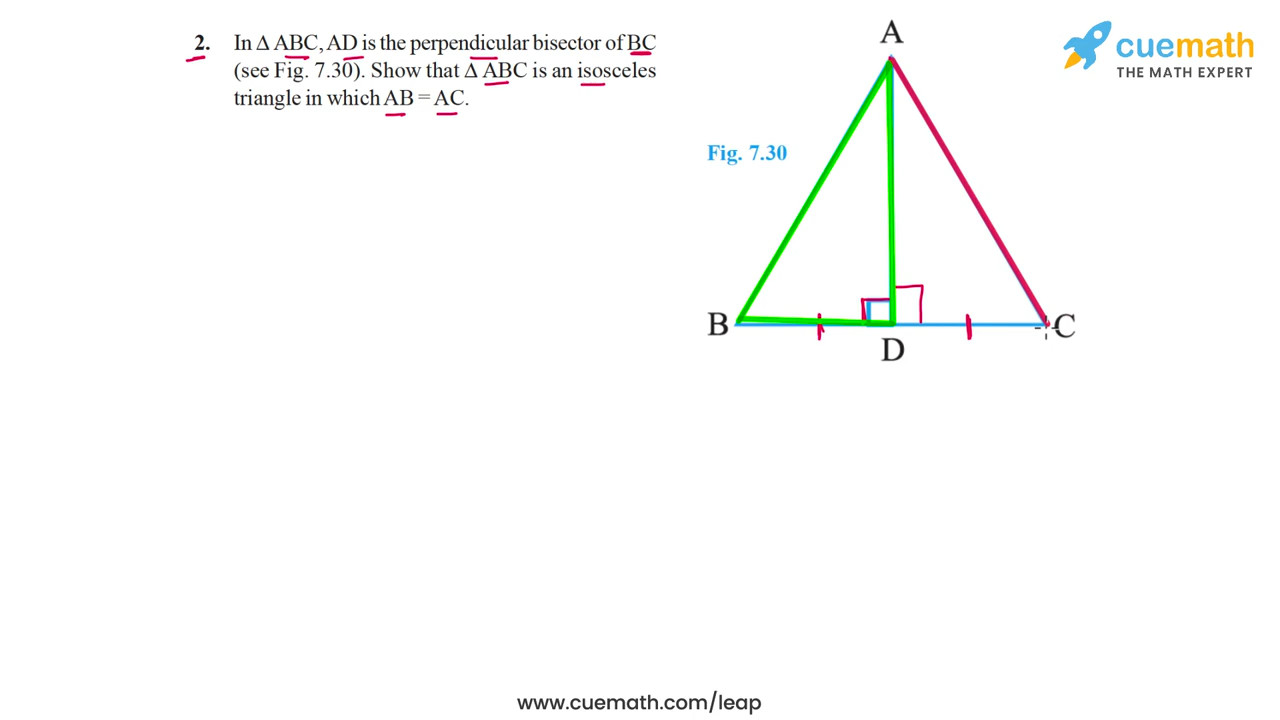 2. In Δ ABC, AD is the perpendicular bisector of BC
(see Fig. 7.30). Show that Δ ABC is an isosceles
triangle in which AB = AC.
A
cuemath
THE MATH EXPERT
Fig. 7.30
B
C
D
www.cuemath.com/leap